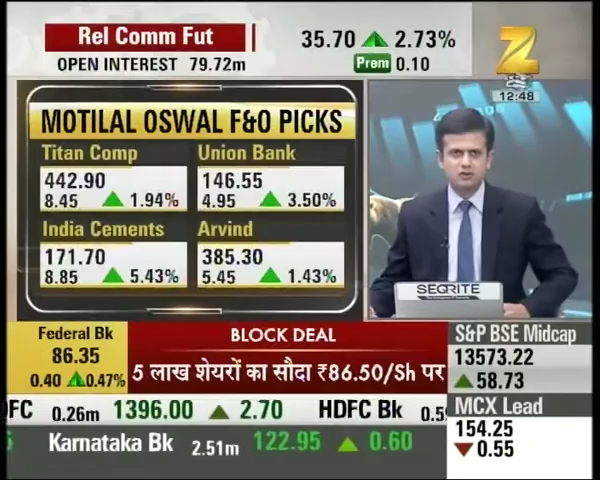 Rel Comm Fut
OPEN INTEREST 79.72m
35.70 2.73%
Prem 0.10
Z
12:48
MOTILAL OSWAL F&O PICKS
Titan Comp
442.90
8.45 1.94%
Union Bank
146.55
4.95 3.50%
India Cements
171.70
8.85 5.43%
Arvind
385.30
5.45 1.43%
SEQRITE
Federal Bk
86.35
0.40 0.47%
BLOCK DEAL
5 लाख शेयरों का सौदा ₹86.50/Sh पर
S&P BSE Midcap
13573.22
58.73
MCX Lead
154.25
0.55
DFC 0.26m 1396.00 2.70 HDFC Bk 0.5
Karnataka Bk 2.51m 122.95 0.60